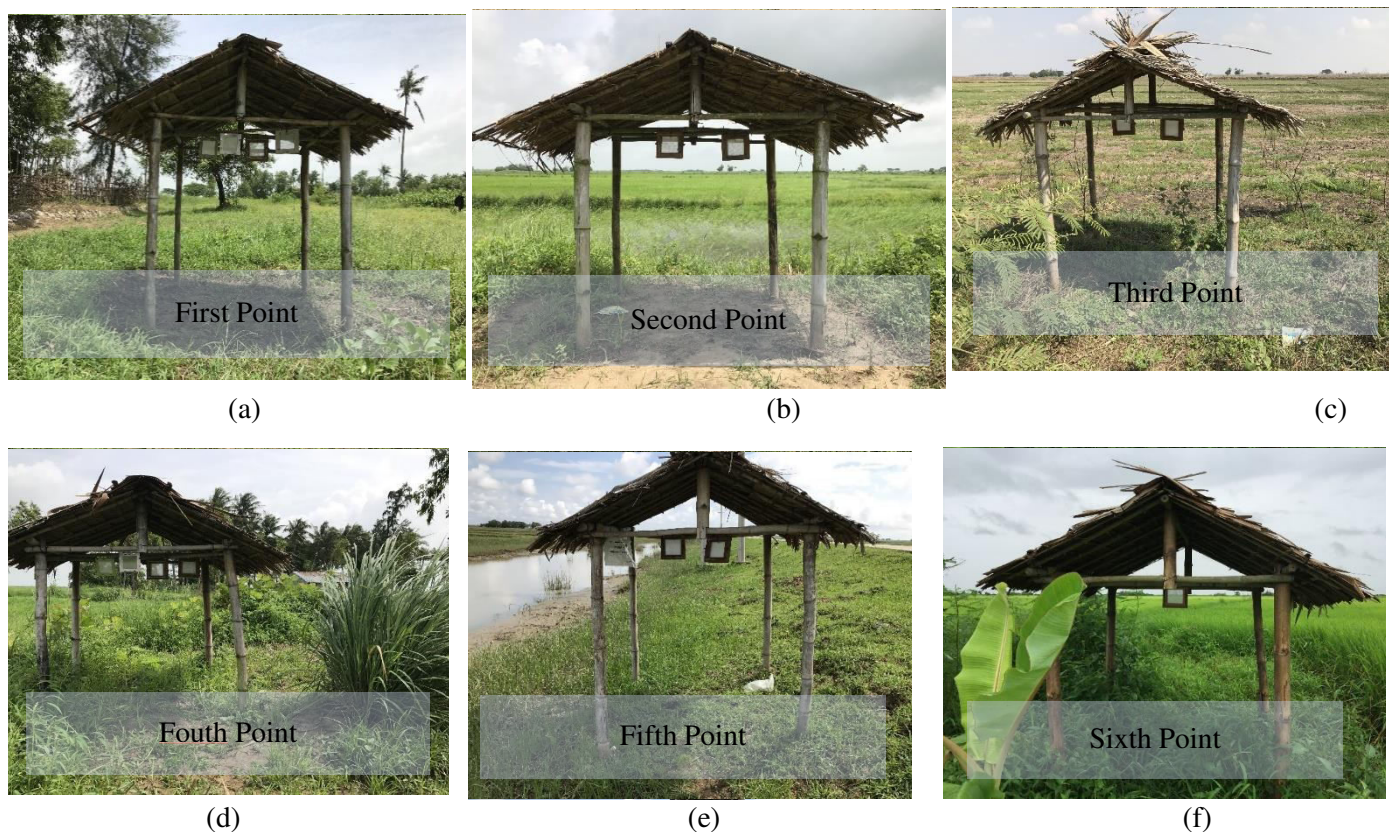 First Point
Second Point
Third Point
(a)
(b)
(c)
Fouth Point
Fifth Point
Sixth Point
(d)
(e)
(f)